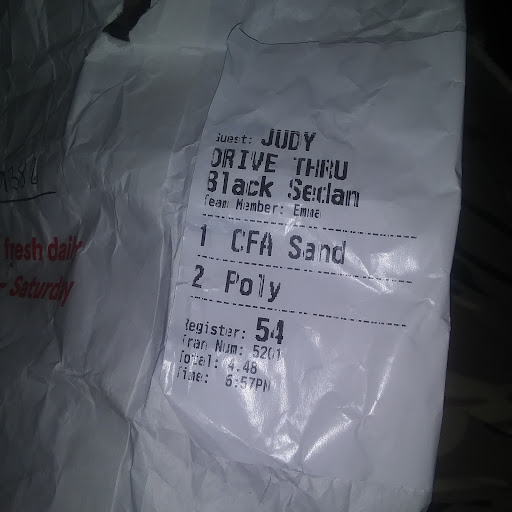 Guest: JUDY
DRIVE THRU
Black Sedan
Team Member: Emma
1 CFA Sand
2 Poly
Register: 54
Tran Num: 5201
Total: 4.48
Time: 6:57PM
fresh daily
- Saturday